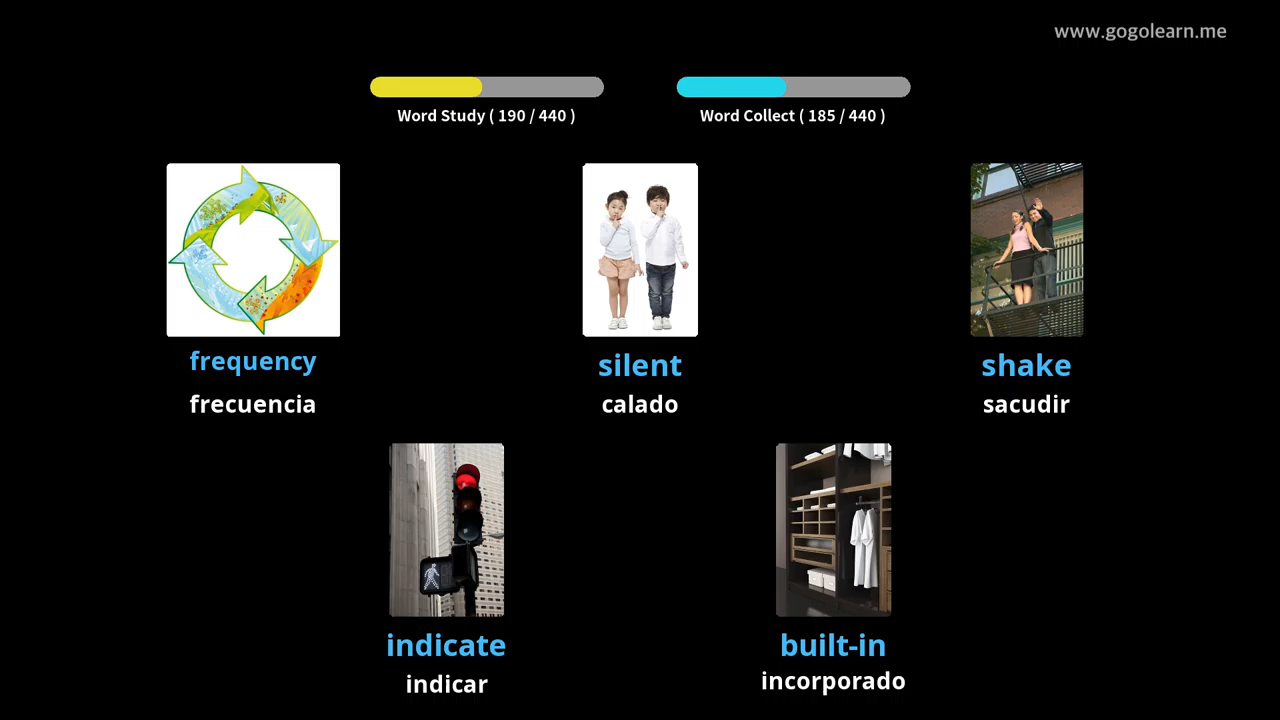 www.gogolearn.me
Word Study ( 190 / 440 )
Word Collect ( 185 / 440 )
frequency
frecuencia
silent
calado
shake
sacudir
indicate
indicar
built-in
incorporado